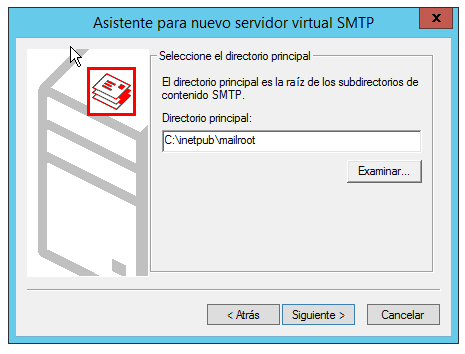 Asistente para nuevo servidor virtual SMTP
x
Seleccione el directorio principal
El directorio principal es la raíz de los subdirectorios de
contenido SMTP.
Directorio principal:
C:\inetpub\mailroot
Examinar...
< Atrás
Siguiente >
Cancelar